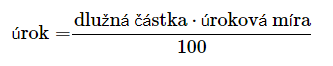 úrok = dlužná částka · úroková míra
100